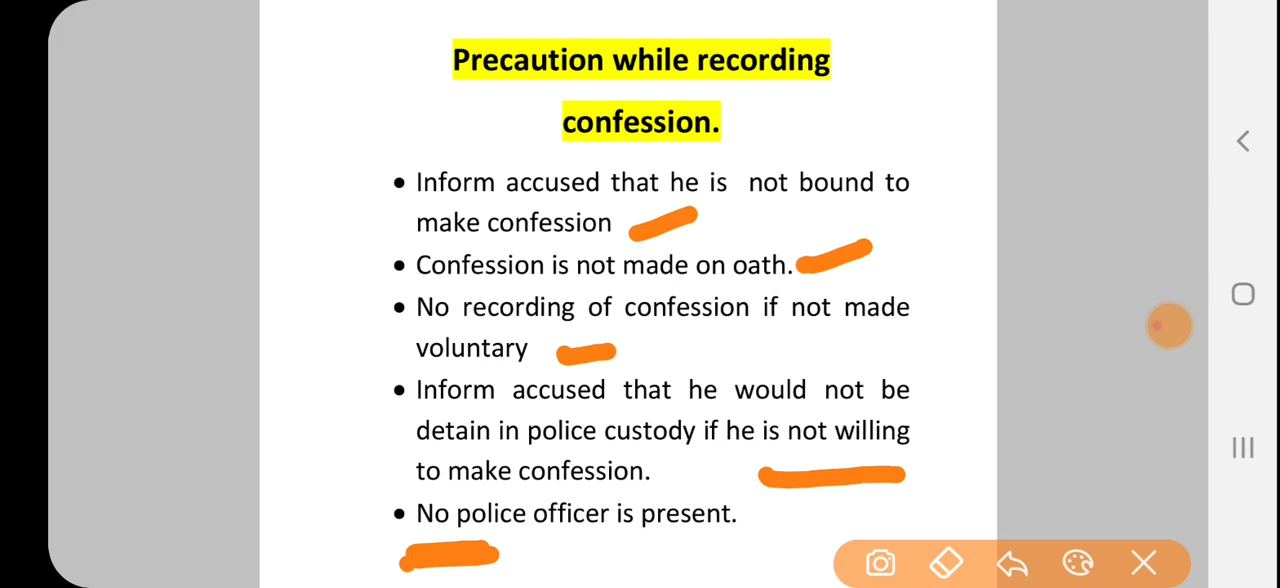 Precaution while recording
confession.
• Inform accused that he is not bound to
make confession
• Confession is not made on oath.
• No recording of confession if not made
voluntary
• Inform accused that he would not be
detain in police custody if he is not willing
to make confession.
• No police officer is present.